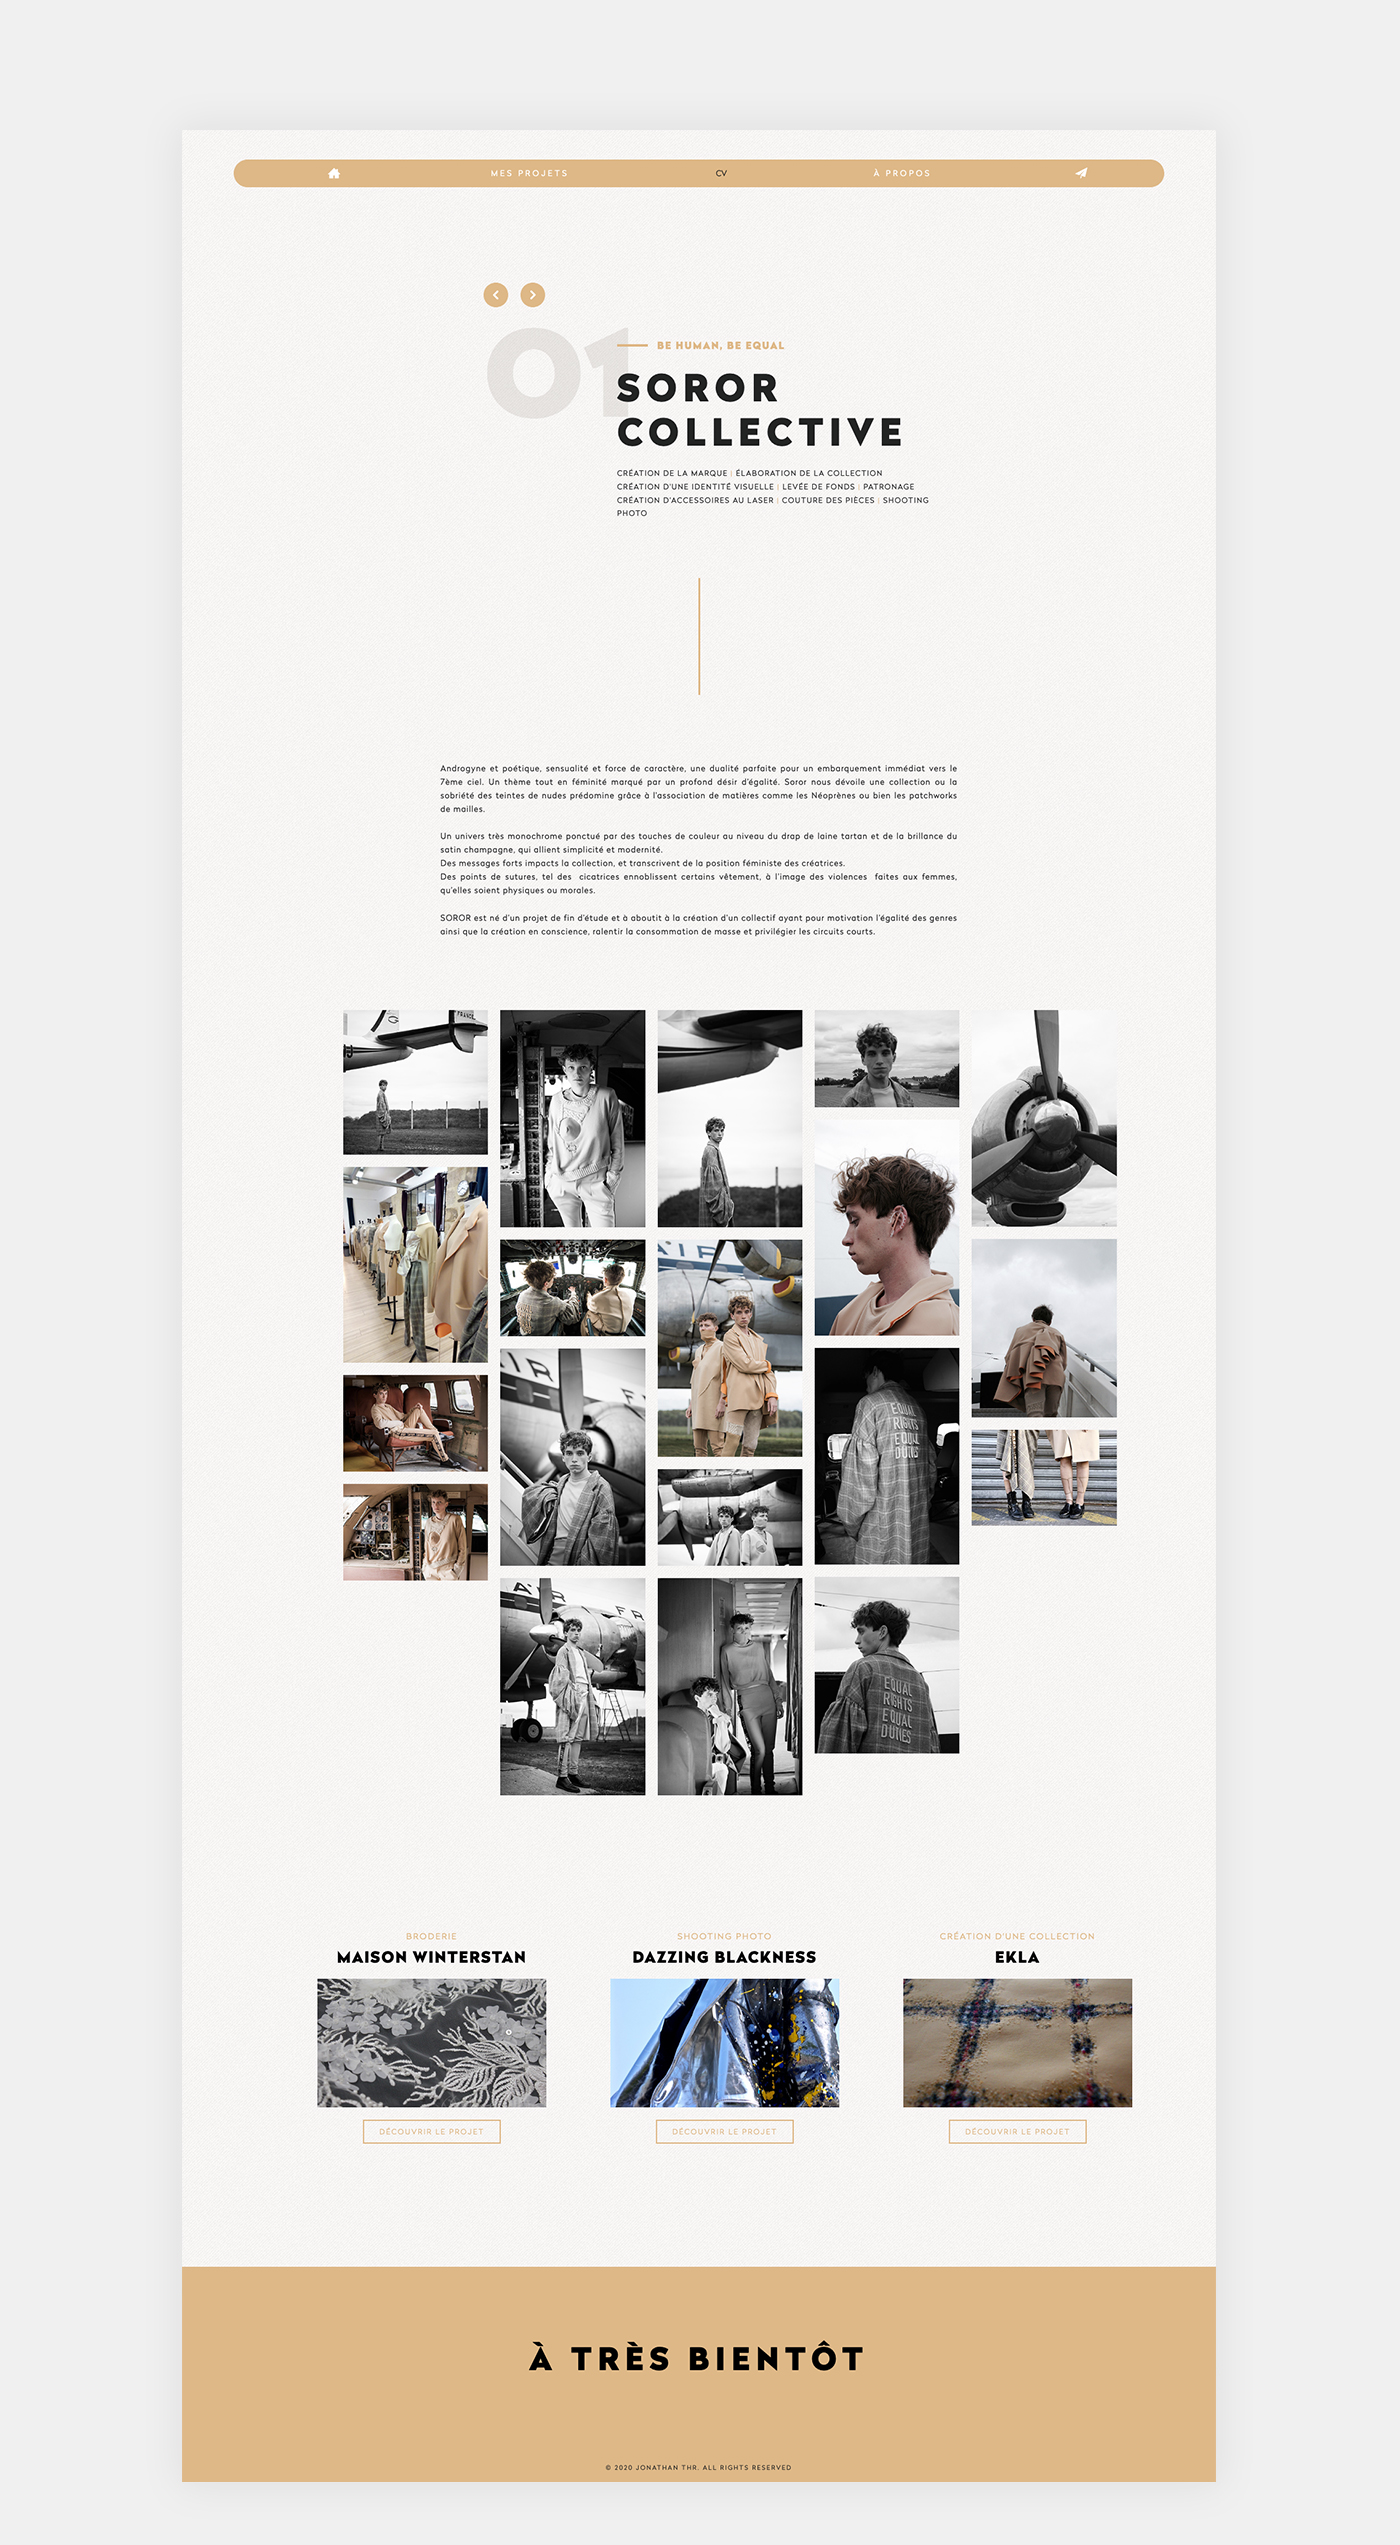 MES PROJETS CV À PROPOS
01
BE HUMAN, BE EQUAL
SOROR
COLLECTIVE
CRÉATION DE LA MARQUE | ÉLABORATION DE LA COLLECTION
CRÉATION D'UNE IDENTITÉ VISUELLE | LEVÉE DE FONDS | PATRONAGE
CRÉATION D'ACCESSOIRES AU LASER | COUTURE DES PIÈCES | SHOOTING
PHOTO
Androgyne et poétique, sensualité et force de caractère, une dualité parfaite pour un embarquement immédiat vers le
7ème ciel. Un thème tout en féminité marqué par un profond désir d'égalité. Soror nous dévoile une collection ou la
sobriété des teintes de nudes prédomine grâce à l'association de matières comme les Néoprènes ou bien les patchworks
de mailles.
Un univers très monochrome ponctué par des touches de couleur au niveau du drap de laine tartan et de la brillance du
satin champagne, qui allient simplicité et modernité.
Des messages forts impacts la collection, et transcrivent de la position féministe des créatrices.
Des points de sutures, tel des cicatrices ennoblissent certains vêtement, à l'image des violences faites aux femmes,
qu'elles soient physiques ou morales.
SOROR est né d'un projet de fin d'étude et à aboutit à la création d'un collectif ayant pour motivation l'égalité des genres
ainsi que la création en conscience, ralentir la consommation de masse et privilégier les circuits courts.
FRANCE
AIR
AIR F
EQUAL
RIGHTS
EQUAL
DUTIES
AIR FR
EQUAL
RIGHTS
EQUAL
DUTIES
BRODERIE
MAISON WINTERSTAN
DÉCOUVRIR LE PROJET
SHOOTING PHOTO
DAZZING BLACKNESS
DÉCOUVRIR LE PROJET
CRÉATION D'UNE COLLECTION
EKLA
DÉCOUVRIR LE PROJET
À TRÈS BIENTÔT
© 2020 JONATHAN THR. ALL RIGHTS RESERVED